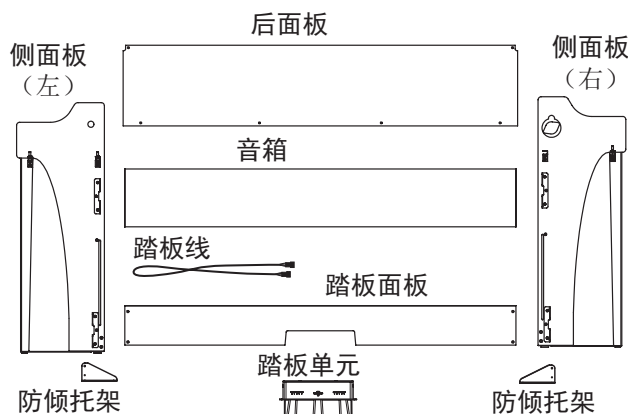 后面板
侧面板
（左）
侧面板
（右）
音箱
踏板线
踏板面板
踏板单元
防倾托架
防倾托架